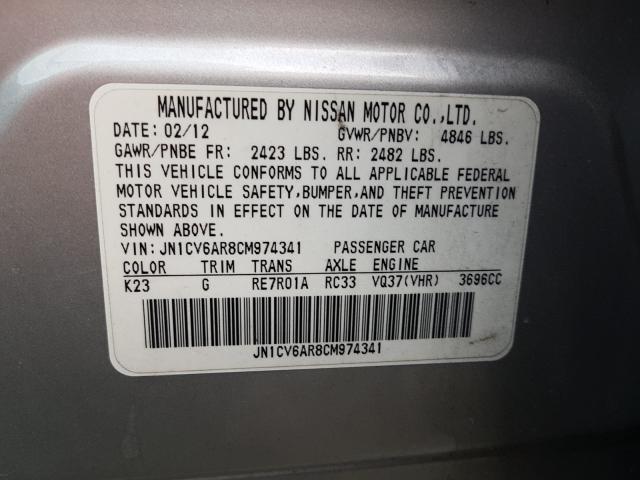 MANUFACTURED BY NISSAN MOTOR CO.,LTD.
DATE: 02/12 GVWR/PNBV: 4846 LBS.
GAWR/PNBE FR: 2423 LBS. RR: 2482 LBS.
THIS VEHICLE CONFORMS TO ALL APPLICABLE FEDERAL
MOTOR VEHICLE SAFETY,BUMPER,AND THEFT PREVENTION
STANDARDS IN EFFECT ON THE DATE OF MANUFACTURE
SHOWN ABOVE.
VIN:JN1CV6AR8CM974341 PASSENGER CAR
COLOR TRIM TRANS AXLE ENGINE
K23 G RE7R01A RC33 VQ37(VHR) 3696CC
JN1CV6AR8CM974341